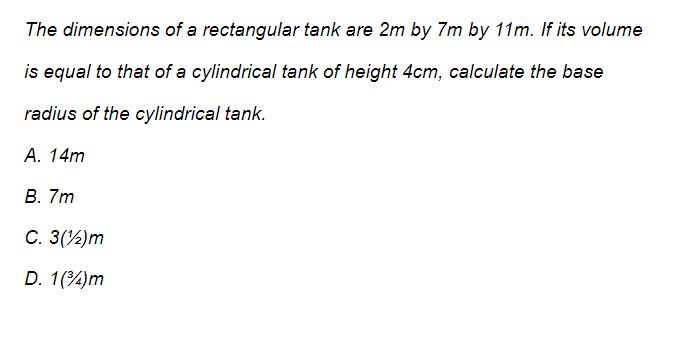 The dimensions of a rectangular tank are 2m by 7m by 11m. If its volume
is equal to that of a cylindrical tank of height 4cm, calculate the base
radius of the cylindrical tank.
A. 14m
B. 7m
C. 3(½)m
D. 1(¾)m